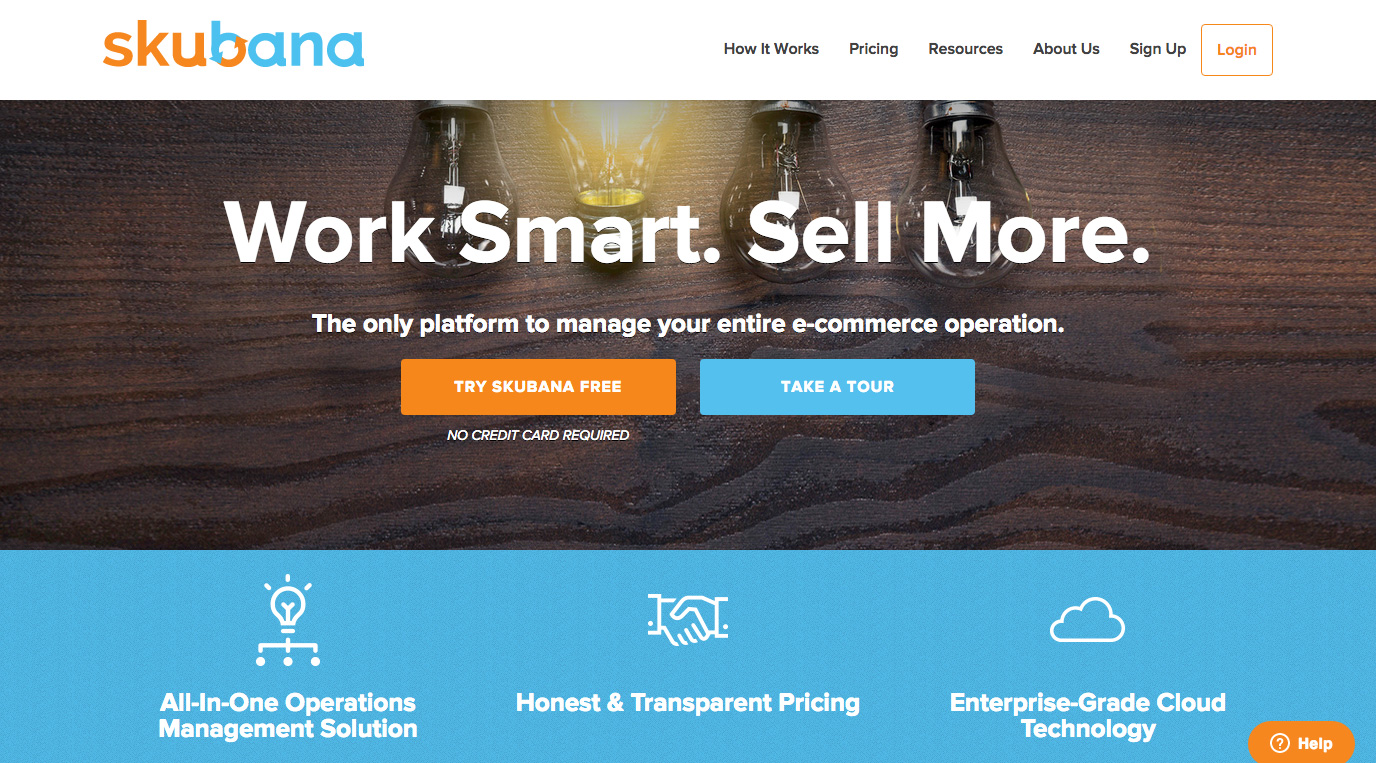 skubana
How It Works
Pricing
Resources
About Us
Sign Up
Login
Work Smart. Sell More.
The only platform to manage your entire e-commerce operation.
TRY SKUBANA FREE
TAKE A TOUR
NO CREDIT CARD REQUIRED
All-In-One Operations
Management Solution
Honest & Transparent Pricing
Enterprise-Grade Cloud
Technology
? Help